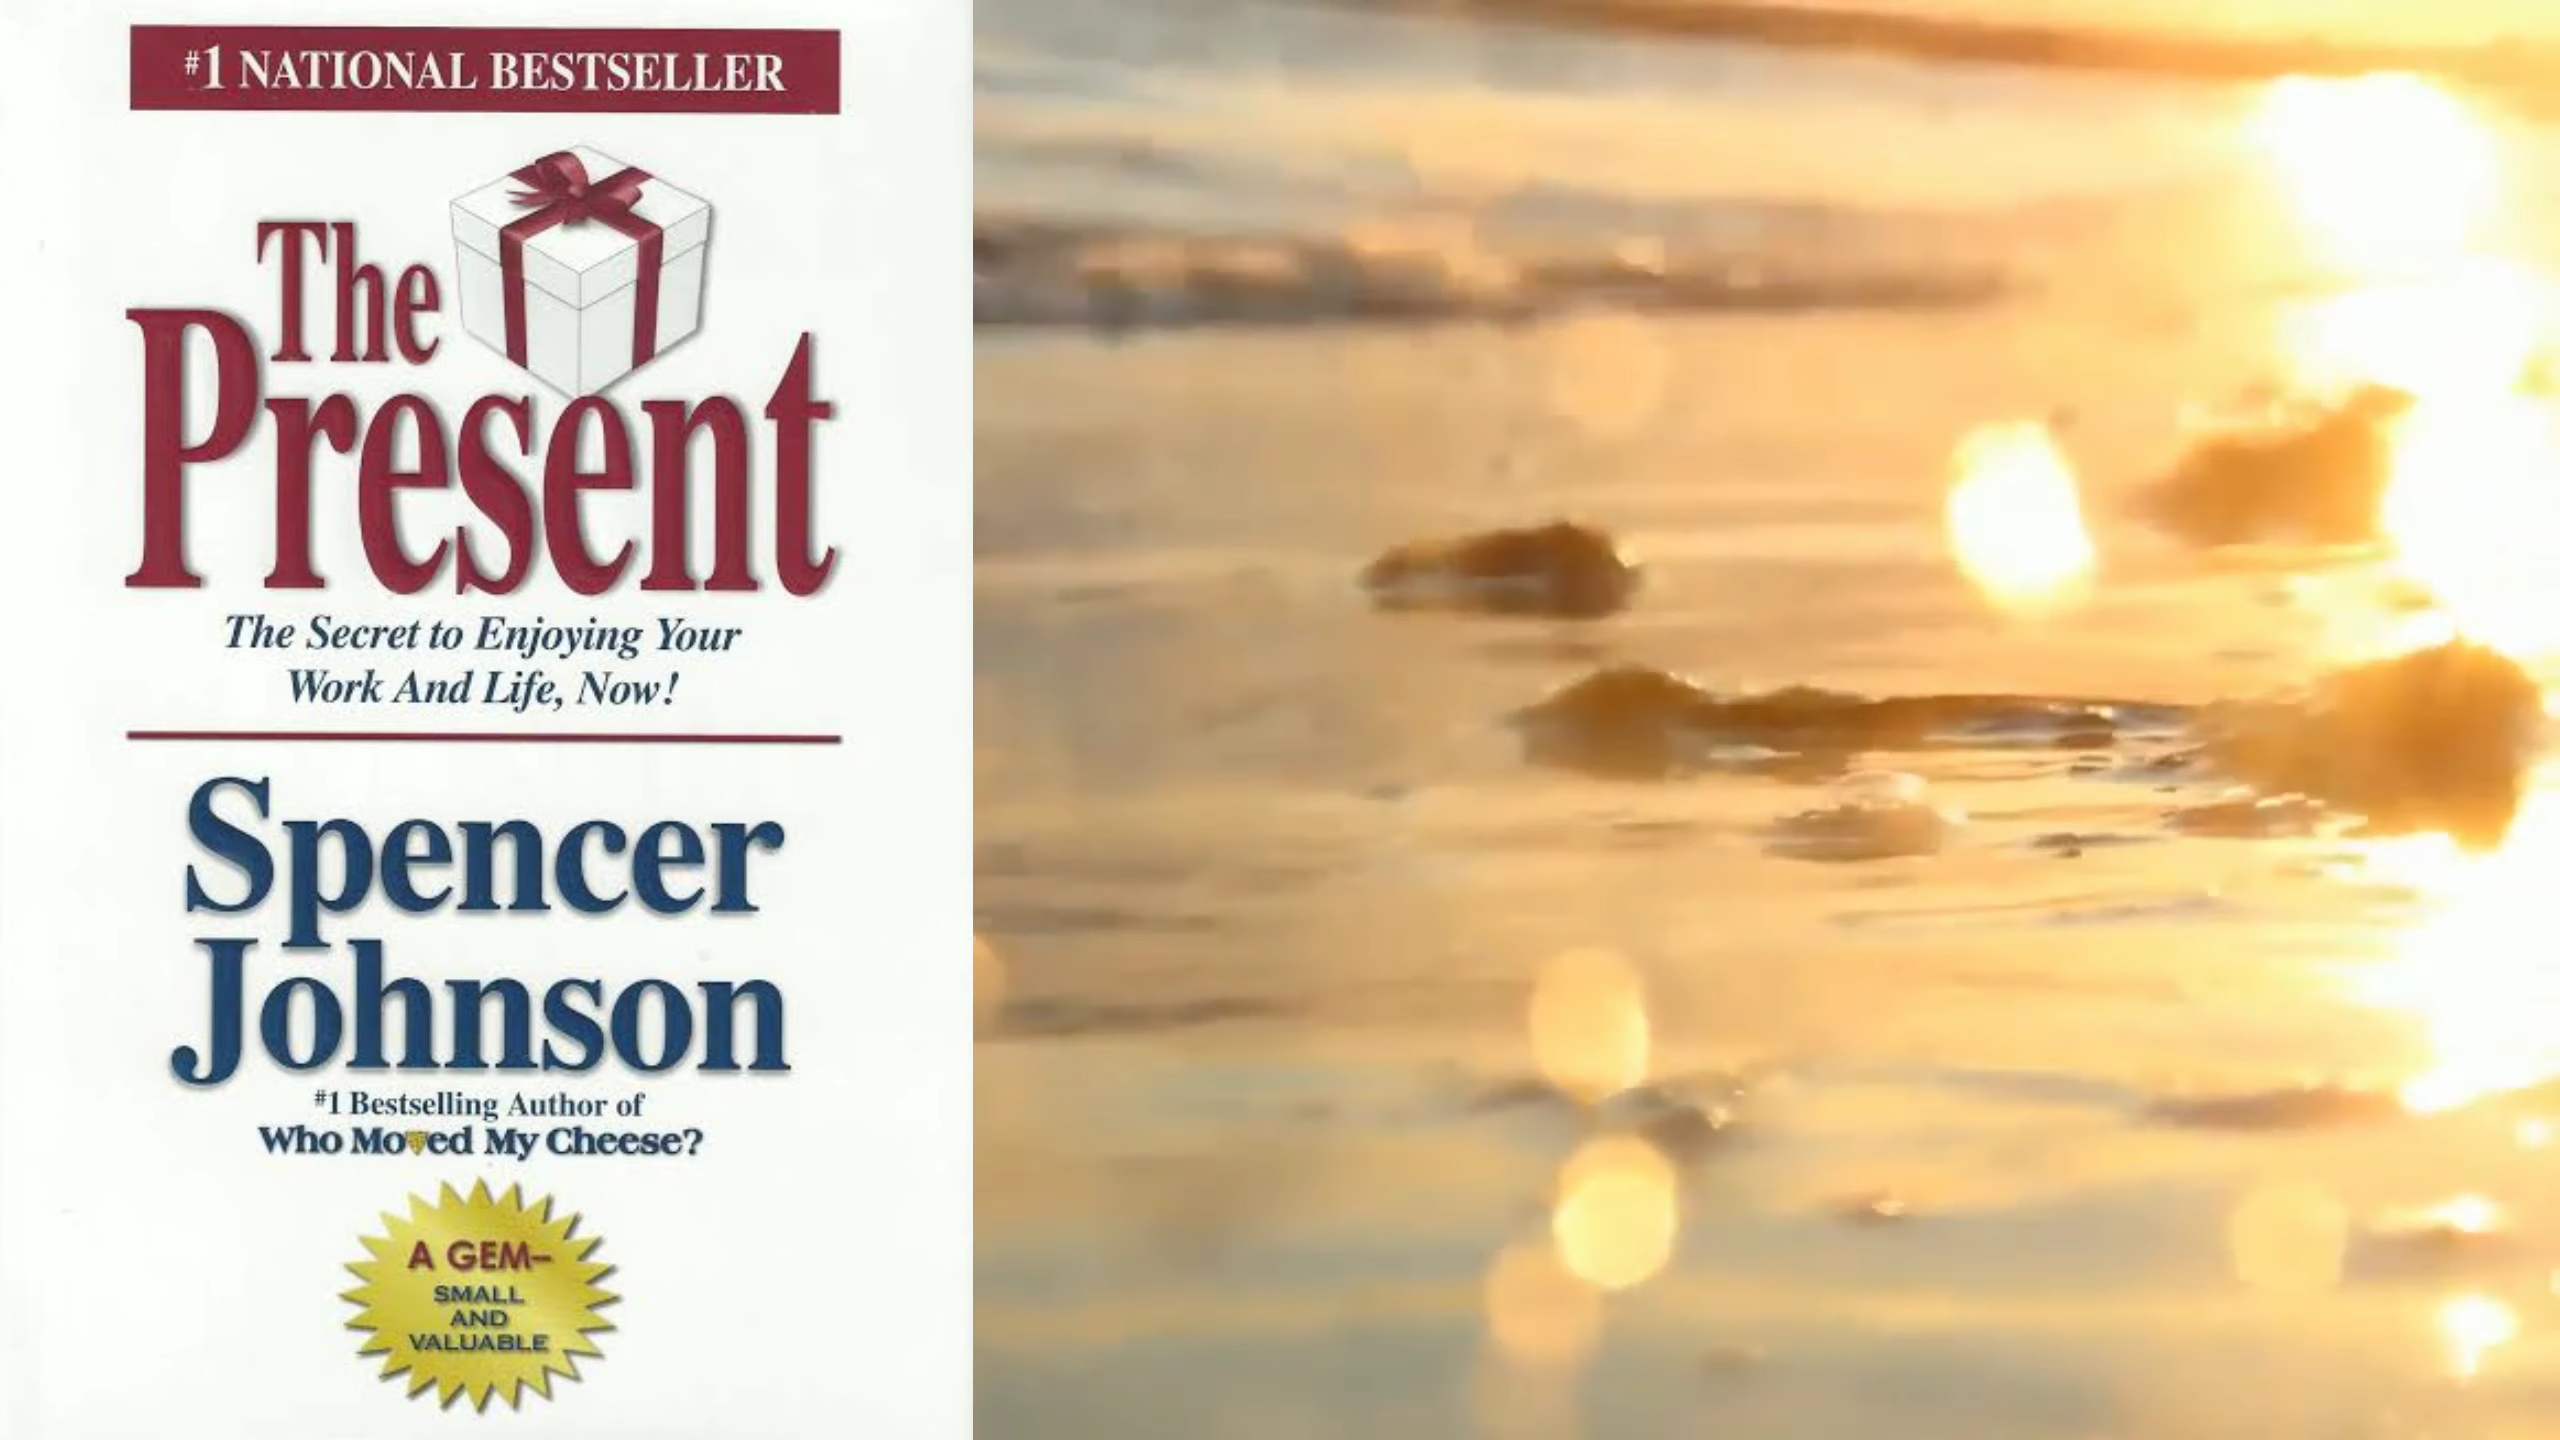 #1 NATIONAL BESTSELLER
The
Present
The Secret to Enjoying Your
Work And Life, Now!
Spencer
Johnson
#1 Bestselling Author of
Who Moved My Cheese?
A GEM–
SMALL
AND
VALUABLE